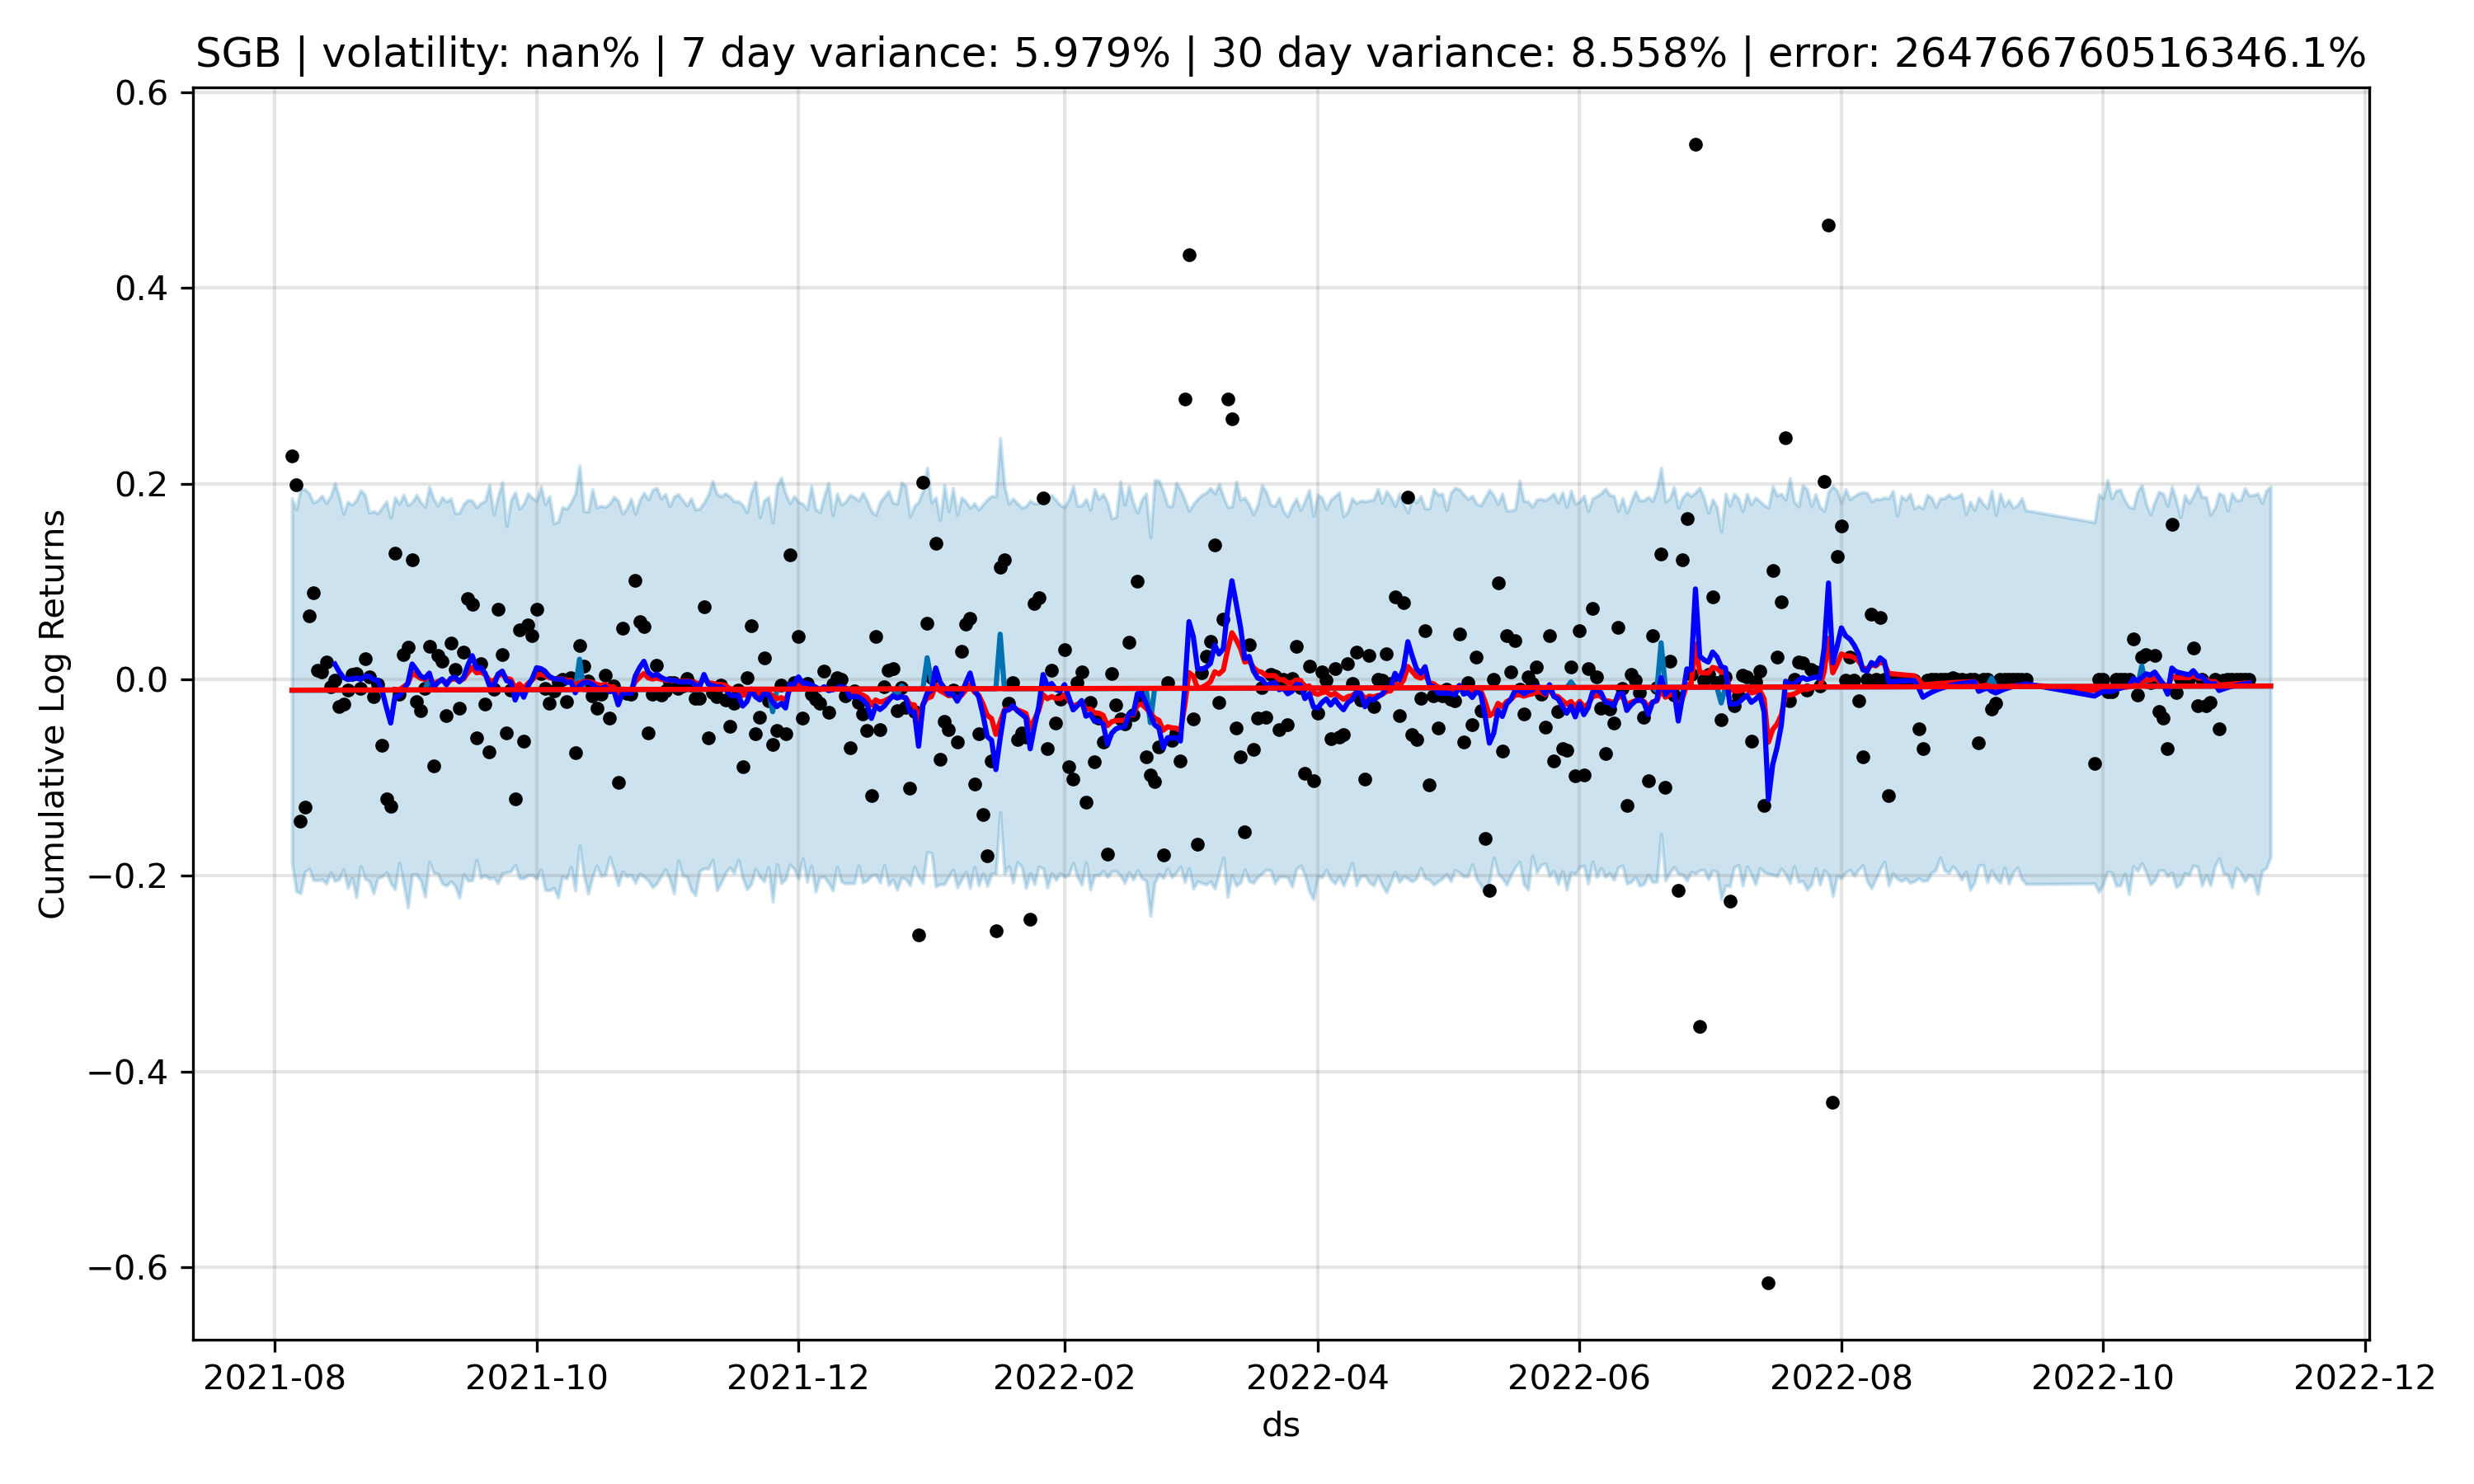 SGB | volatility: nan% | 7 day variance: 5.979% | 30 day variance: 8.558% | error: 264766760516346.1%
0.6
0.4
0.2
0.0
−0.2
−0.4
−0.6
Cumulative Log Returns
2021-08 2021-10 2021-12 2022-02 2022-04 2022-06 2022-08 2022-10 2022-12
ds